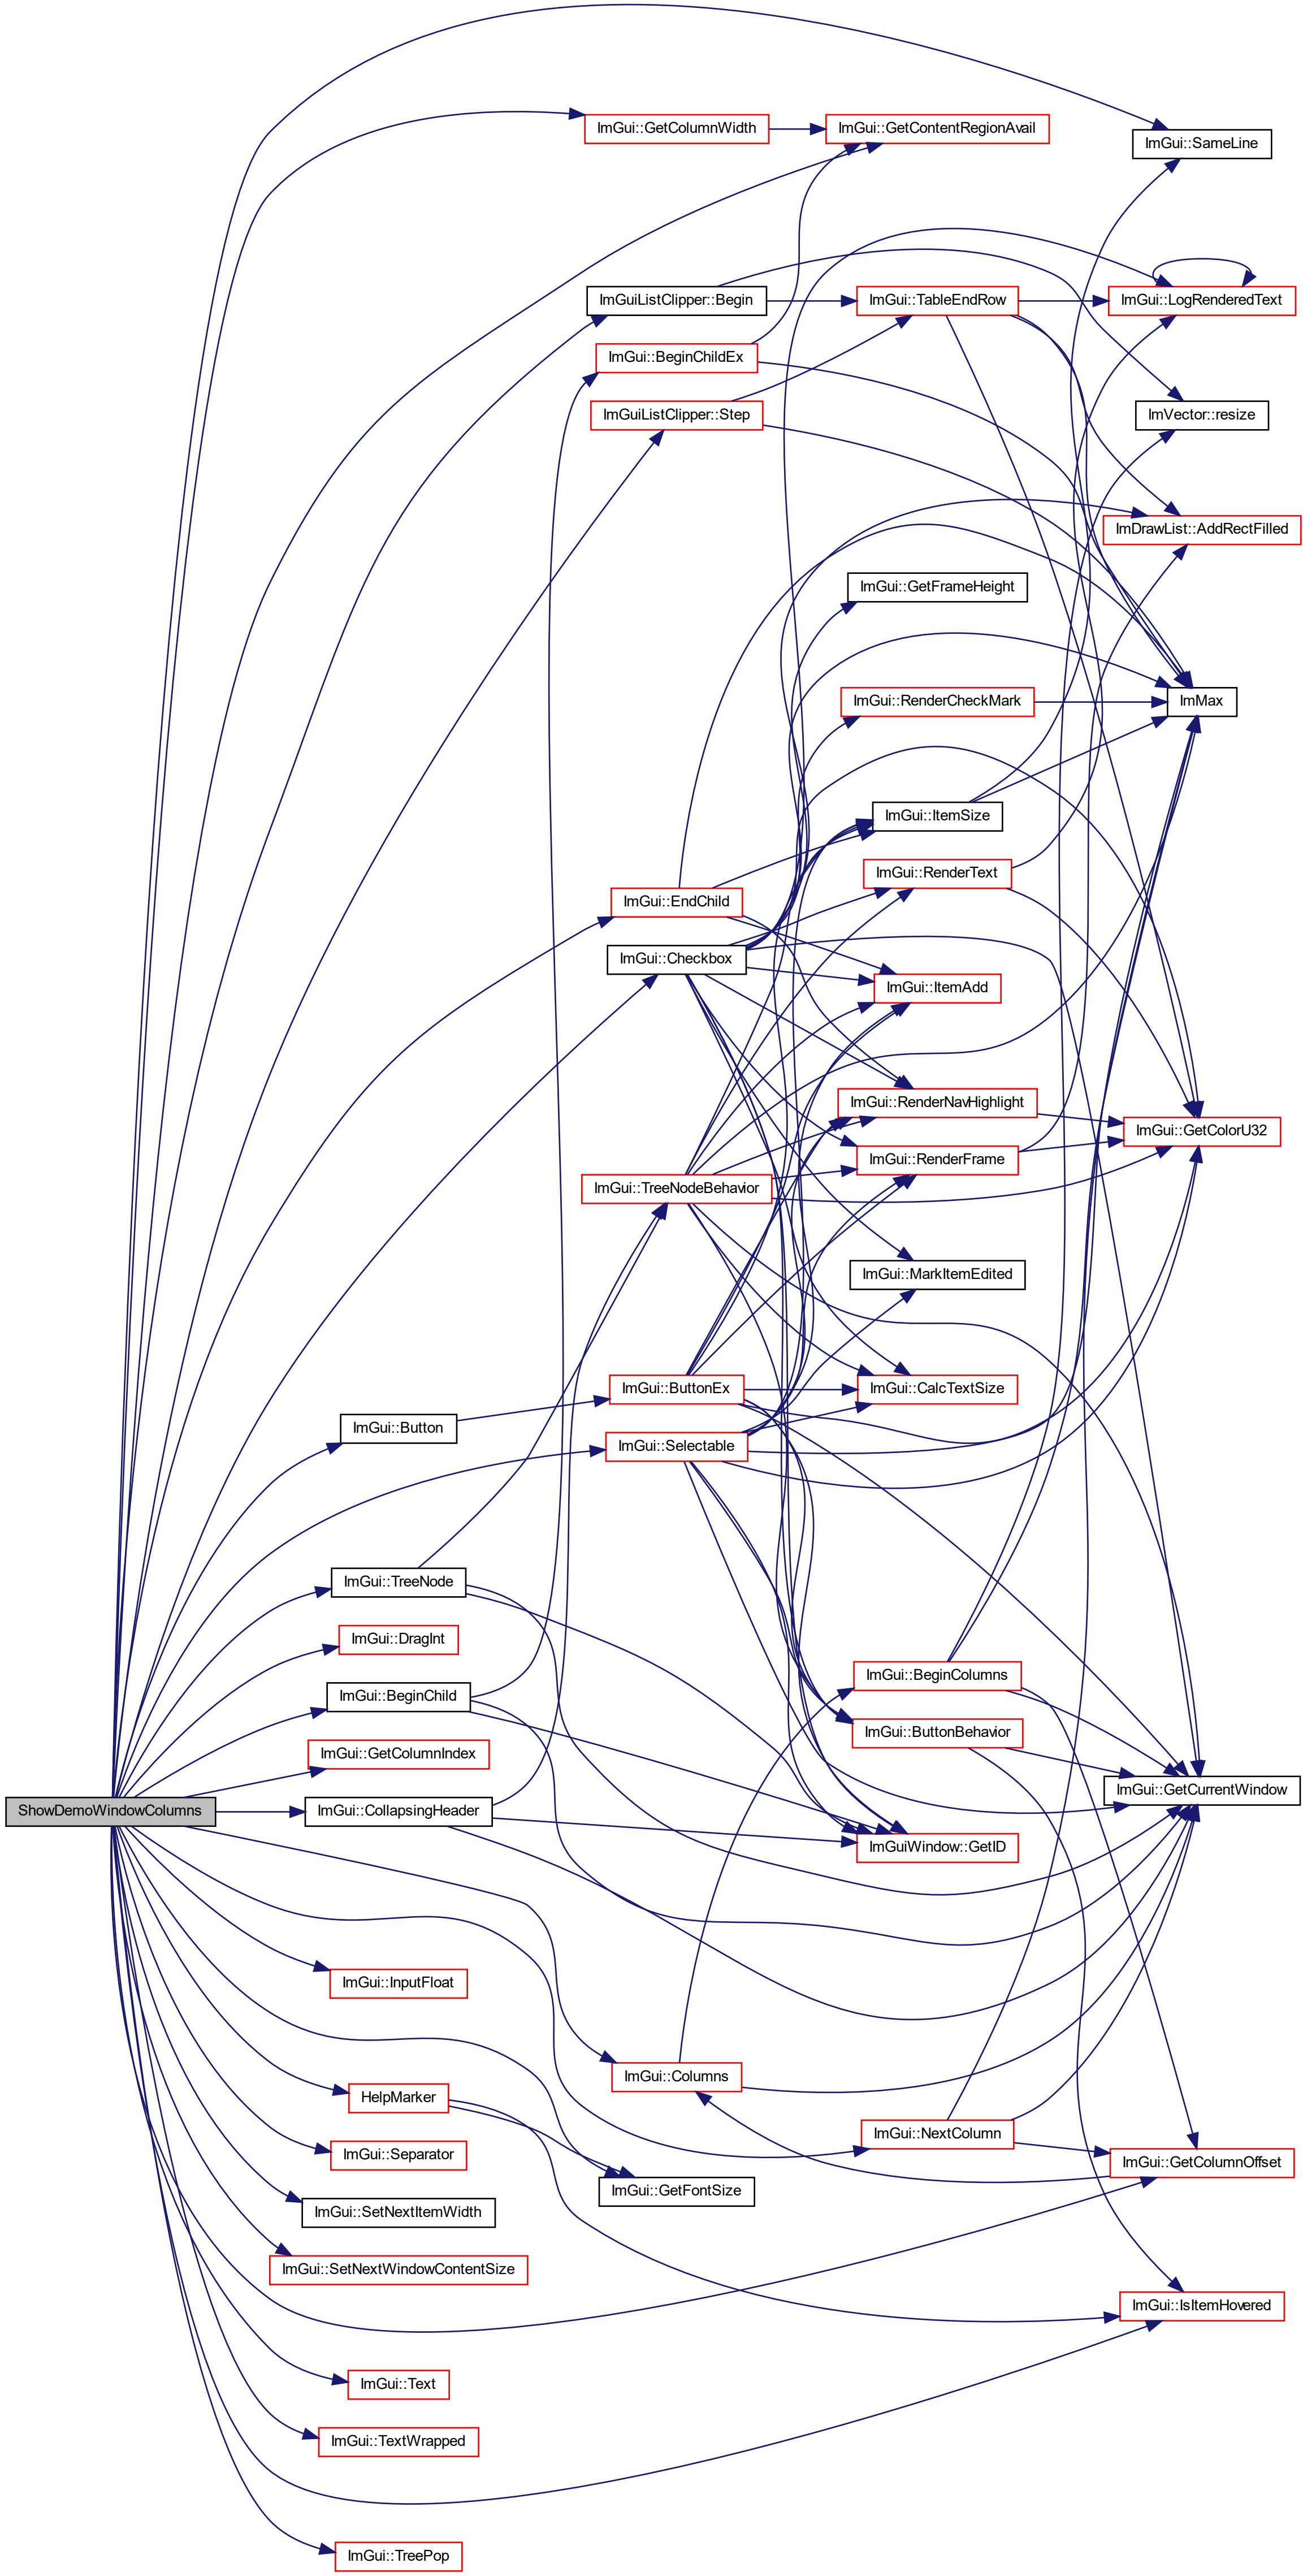 ImGui::GetColumnWidth
ImGui::GetContentRegionAvail
ImGui::SameLine
ImGuiListClipper::Begin
ImGui::TableEndRow
ImGui::LogRenderedText
ImGui::BeginChildEx
ImGuiListClipper::Step
ImVector::resize
ImDrawList::AddRectFilled
ImGui::GetFrameHeight
ImGui::RenderCheckMark
ImMax
ImGui::ItemSize
ImGui::RenderText
ImGui::EndChild
ImGui::Checkbox
ImGui::ItemAdd
ImGui::RenderNavHighlight
ImGui::GetColorU32
ImGui::RenderFrame
ImGui::TreeNodeBehavior
ImGui::MarkItemEdited
ImGui::ButtonEx
ImGui::CalcTextSize
ImGui::Button
ImGui::Selectable
ImGui::TreeNode
ImGui::DragInt
ImGui::BeginColumns
ImGui::BeginChild
ImGui::ButtonBehavior
ImGui::GetColumnIndex
ImGui::GetCurrentWindow
ShowDemoWindowColumns
ImGui::CollapsingHeader
ImGuiWindow::GetID
ImGui::InputFloat
ImGui::Columns
HelpMarker
ImGui::NextColumn
ImGui::Separator
ImGui::GetColumnOffset
ImGui::GetFontSize
ImGui::SetNextItemWidth
ImGui::SetNextWindowContentSize
ImGui::IsItemHovered
ImGui::Text
ImGui::TextWrapped
ImGui::TreePop